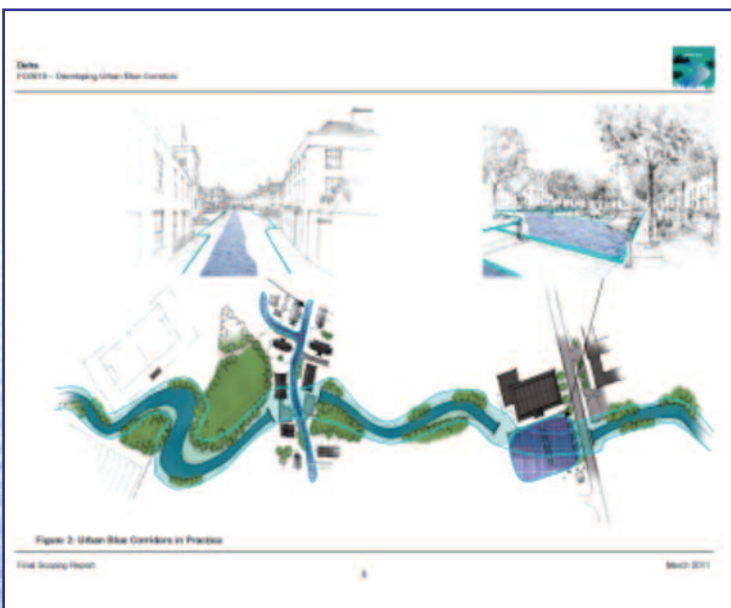 Defra
FD2619 – Developing Urban Blue Corridors
Figure 2: Urban Blue Corridors in Practice
Final Scoping Report
March 2011